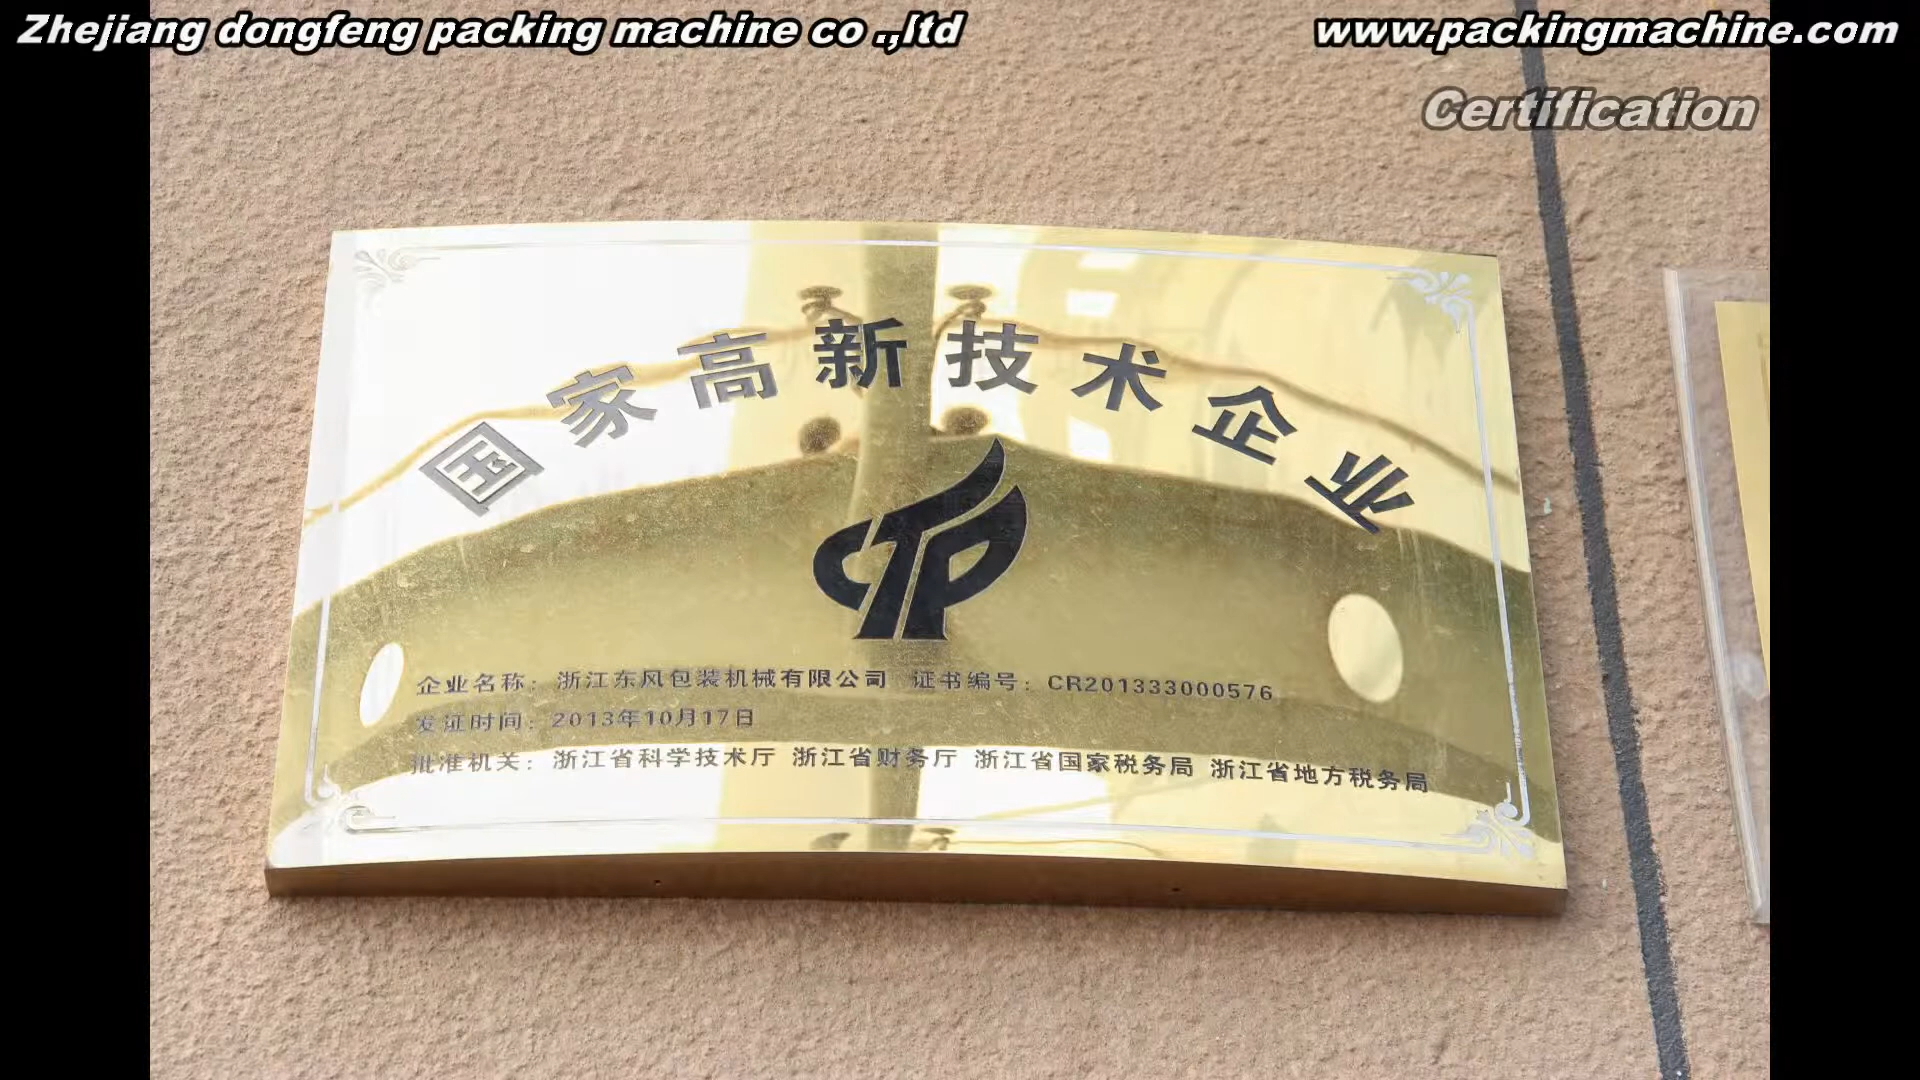 Zhejiang dongfeng packing machine co .,ltd
www.packingmachine.com
Certification
国家高新技术企业
企业名称：浙江东风包装机械有限公司 证书编号：CR201333000576
发证时间：2013年10月17日
批准机关：浙江省科学技术厅 浙江省财务厅 浙江省国家税务局 浙江省地方税务局